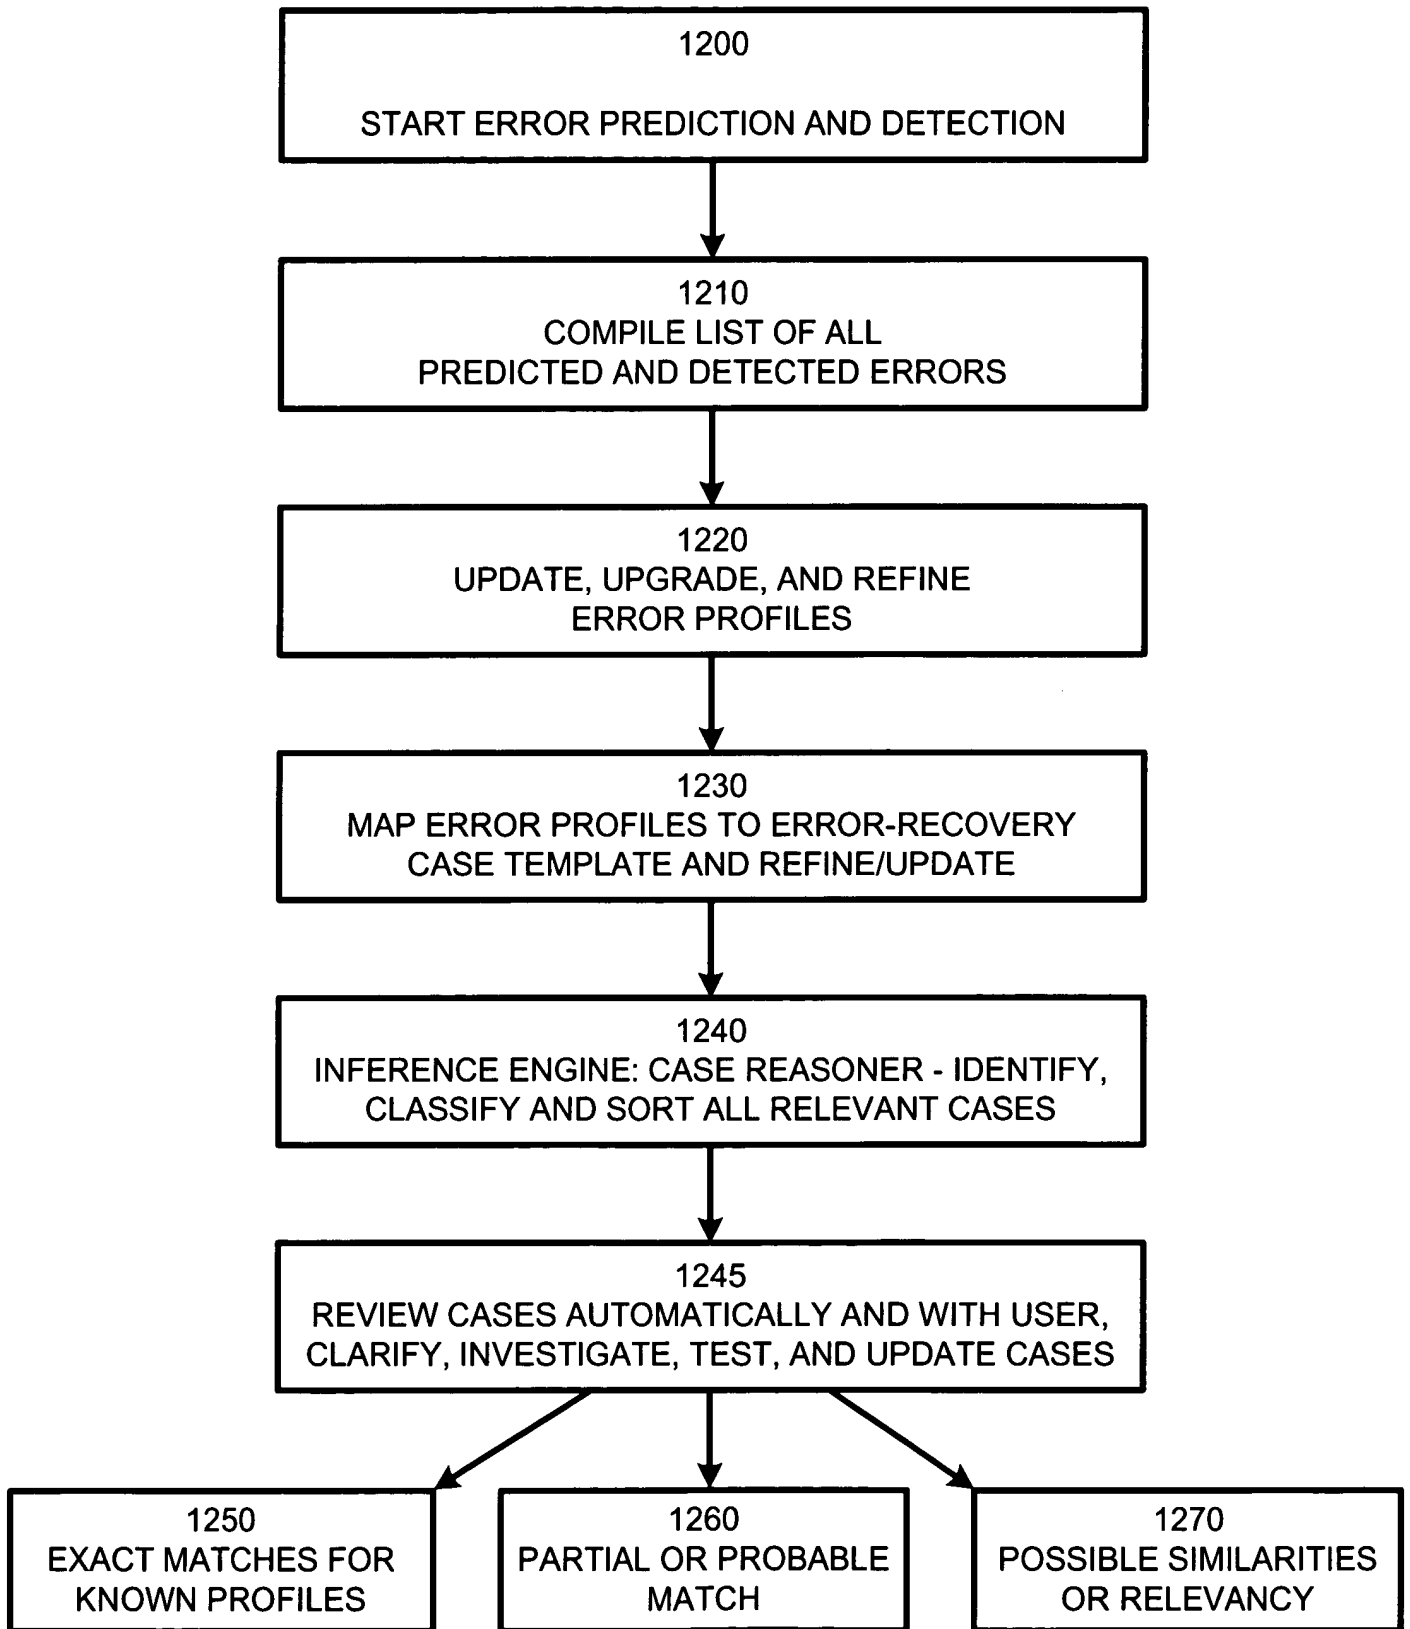 1200
START ERROR PREDICTION AND DETECTION
1210
COMPILE LIST OF ALL
PREDICTED AND DETECTED ERRORS
1220
UPDATE, UPGRADE, AND REFINE
ERROR PROFILES
1230
MAP ERROR PROFILES TO ERROR-RECOVERY
CASE TEMPLATE AND REFINE/UPDATE
1240
INFERENCE ENGINE: CASE REASONER - IDENTIFY,
CLASSIFY AND SORT ALL RELEVANT CASES
1245
REVIEW CASES AUTOMATICALLY AND WITH USER,
CLARIFY, INVESTIGATE, TEST, AND UPDATE CASES
1250
EXACT MATCHES FOR
KNOWN PROFILES
1260
PARTIAL OR PROBABLE
MATCH
1270
POSSIBLE SIMILARITIES
OR RELEVANCY